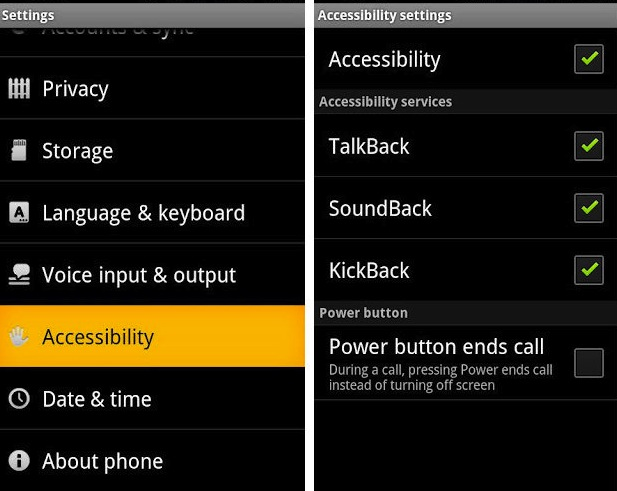 Settings
Accounts & sync
Privacy
Storage
Language & keyboard
Voice input & output
Accessibility
Date & time
About phone
Accessibility settings
Accessibility
Accessibility services
TalkBack
SoundBack
KickBack
Power button
Power button ends call
During a call, pressing Power ends call
instead of turning off screen